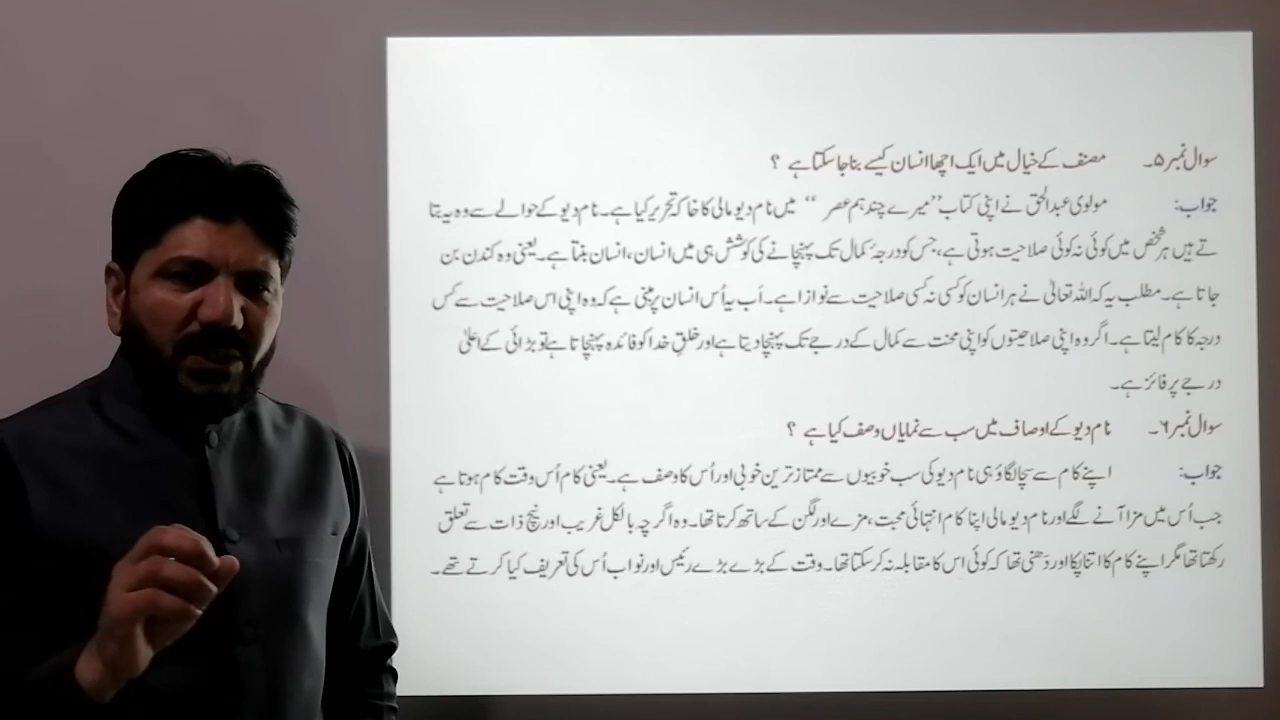 سوال نمبر ۵۔ مصنف کے خیال میں ایک اچھا انسان کیسے بنا جا سکتا ہے ؟
جواب: مولوی عبدالحق نے اپنی کتاب ’’میرے چند ہم عصر ‘‘ میں نام دیو مالی کا خاکہ تحریر کیا ہے۔ نام دیو کے حوالے سے وہ یہ بتا
تے ہیں ہر شخص میں کوئی نہ کوئی صلاحیت ہوتی ہے، جس کو درجۂ کمال تک پہنچانے کی کوشش ہی میں انسان، انسان بنتا ہے۔ یعنی وہ کندن بن
جاتا ہے۔ مطلب یہ کہ اللہ تعالیٰ نے ہر انسان کو کسی نہ کسی صلاحیت سے نوازا ہے۔ اَب یہ اُس انسان پر مبنی ہے کہ وہ اپنی اس صلاحیت سے کس
درجہ کا کام لیتا ہے۔ اگر وہ اپنی صلاحیتوں کو اپنی محنت سے کمال کے درجے تک پہنچا دیتا ہے اور خلقِ خدا کو فائدہ پہنچاتا ہے تو بڑائی کے اعلیٰ
درجے پر فائز ہے۔
سوال نمبر ۶۔ نام دیو کے اوصاف میں سب سے نمایاں وصف کیا ہے ؟
جواب: اپنے کام سے سچا لگاؤ ہی نام دیو کی سب خوبیوں سے ممتاز ترین خوبی اور اُس کا وصف ہے۔ یعنی کام اُس وقت کام ہوتا ہے
جب اُس میں مزا آنے لگے اور نام دیو مالی اپنا کام انتہائی محبت، مزے اور لگن کے ساتھ کرتا تھا۔ وہ اگرچہ بالکل غریب اور نیچ ذات سے تعلق
رکھتا تھا مگر اپنے کام کا اتنا پکا اور دَھنی تھا کہ کوئی اس کا مقابلہ نہ کر سکتا تھا۔ وقت کے بڑے بڑے رئیس اور نواب اُس کی تعریف کیا کرتے تھے۔